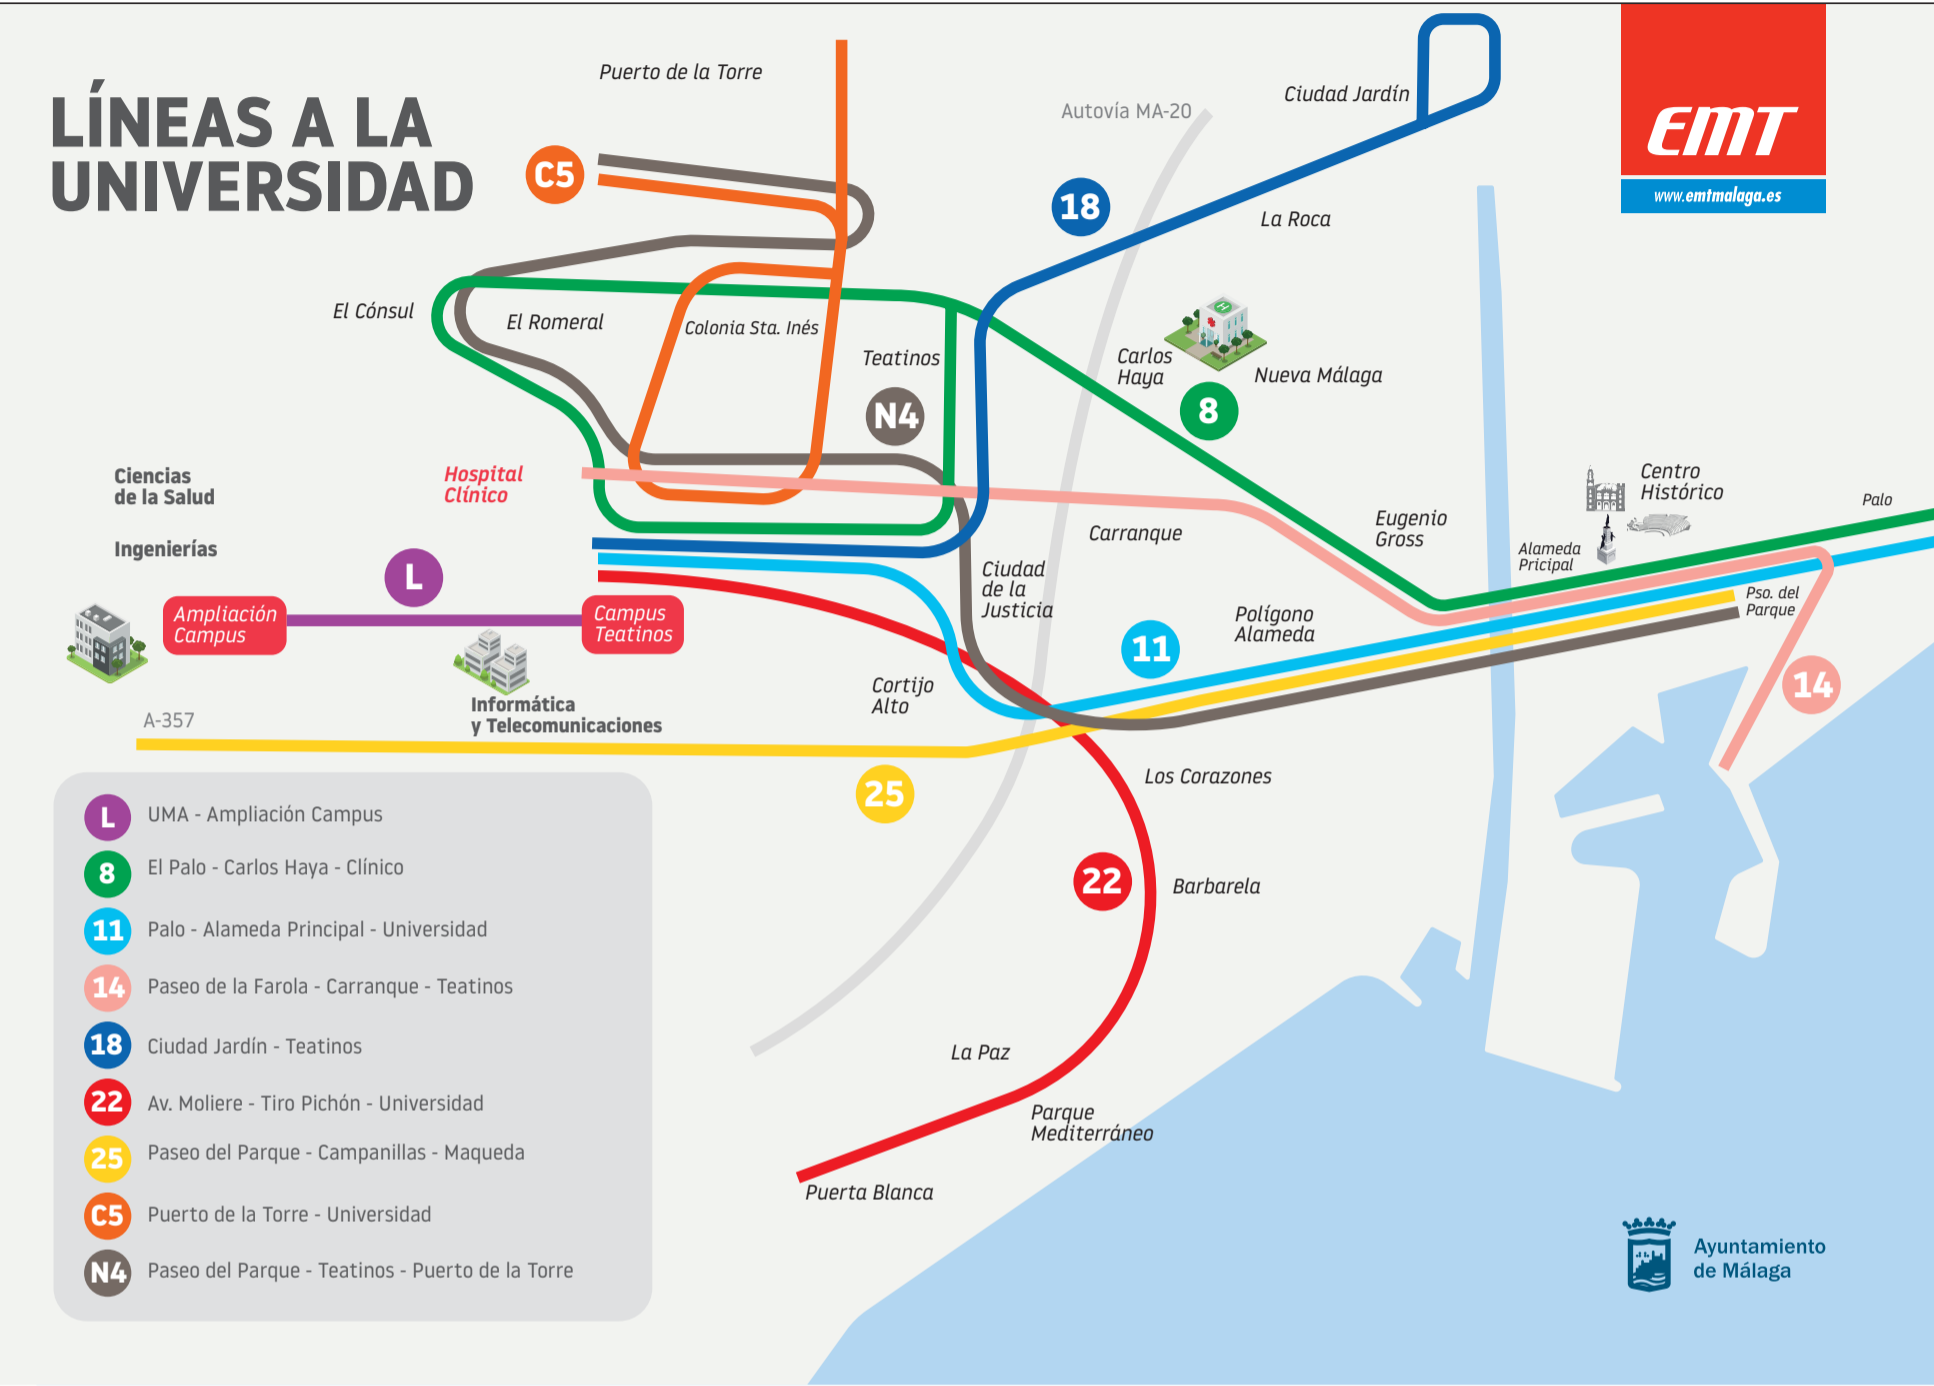 LÍNEAS A LA
UNIVERSIDAD
EMT
www.emtmalaga.es
Puerto de la Torre
C5
Autovía MA-20
Ciudad Jardín
18
La Roca
El Cónsul
El Romeral
Colonia Sta. Inés
Teatinos
N4
Carlos
Haya
H
Nueva Málaga
8
Ciencias
de la Salud
Hospital
Clínico
Ingenierías
L
Ampliación
Campus
Campus
Teatinos
Informática
y Telecomunicaciones
Carranque
Eugenio
Gross
Centro
Histórico
Palo
Alameda
Pricipal
Ciudad
de la
Justicia
Polígono
Alameda
Pso. del
Parque
11
14
Cortijo
Alto
A-357
25
Los Corazones
22
Barbarela
La Paz
Parque
Mediterráneo
Puerta Blanca
L UMA - Ampliación Campus
8 El Palo - Carlos Haya - Clínico
11 Palo - Alameda Principal - Universidad
14 Paseo de la Farola - Carranque - Teatinos
18 Ciudad Jardín - Teatinos
22 Av. Moliere - Tiro Pichón - Universidad
25 Paseo del Parque - Campanillas - Maqueda
C5 Puerto de la Torre - Universidad
N4 Paseo del Parque - Teatinos - Puerto de la Torre
Ayuntamiento
de Málaga